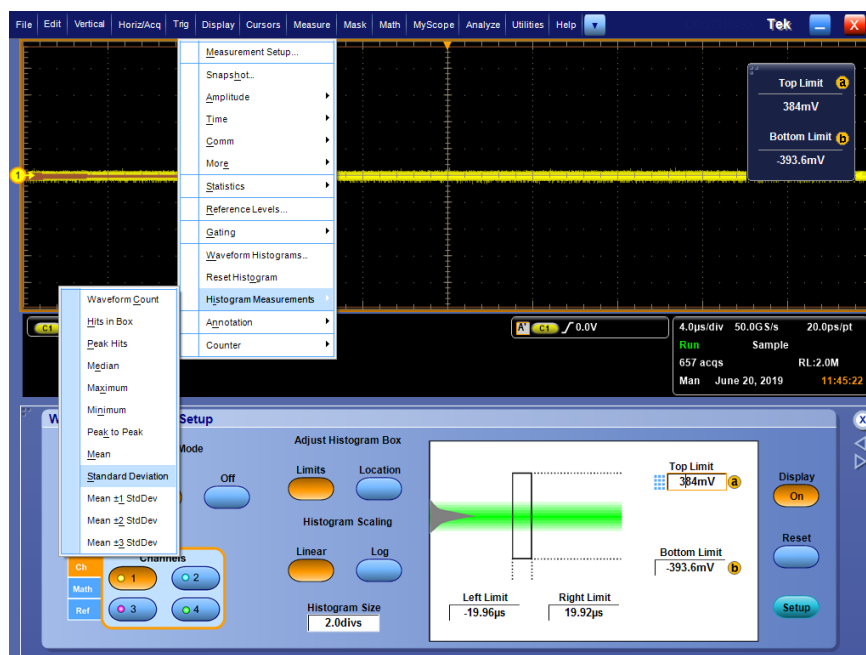 File Edit Vertical Horiz/Acq Trig Display Cursors Measure Mask Math MyScope Analyze Utilities Help Tek X
Measurement Setup...
Snapshot..
Amplitude
Time
Comm
More
Statistics
Reference Levels...
Gating
Waveform Histograms...
Reset Histogram
Histogram Measurements
Annotation
Counter
Top Limit a
384mV
Bottom Limit b
-393.6mV
1
Waveform Count
Hits in Box
Peak Hits
Median
Maximum
Minimum
Peak to Peak
Mean
Standard Deviation
Mean ±1 StdDev
Mean ±2 StdDev
Mean ±3 StdDev
C1
A' C1 0.0V
4.0µs/div 50.0GS/s 20.0ps/pt
Run Sample
657 acqs RL:2.0M
Man June 20, 2019 11:45:22
W Setup X
Mode
Off
Adjust Histogram Box
Limits Location
Histogram Scaling
Linear Log
Histogram Size
2.0divs
Channels
Ch
Math
Ref
1 2
3 4
Top Limit
384mV a
Bottom Limit
-393.6mV b
Left Limit Right Limit
-19.96µs 19.92µs
Display
On
Reset
Setup